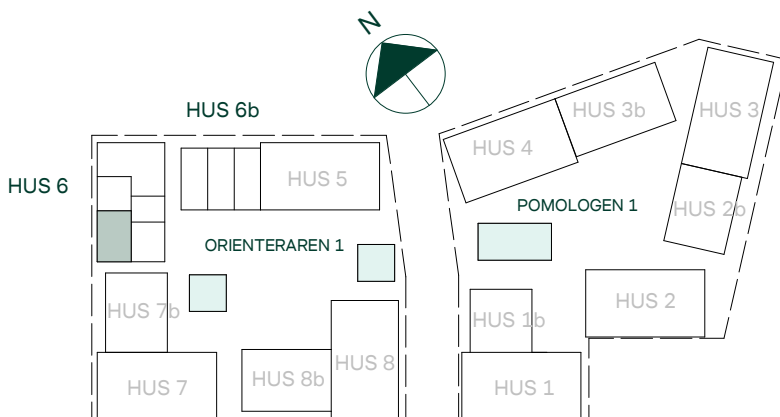 N
HUS 6b
HUS 3b
HUS 3
HUS 4
HUS 5
HUS 6
HUS 2b
POMOLOGEN 1
ORIENTERAREN 1
HUS 7b
HUS 2
HUS 1b
HUS 8
HUS 8b
HUS 7
HUS 1